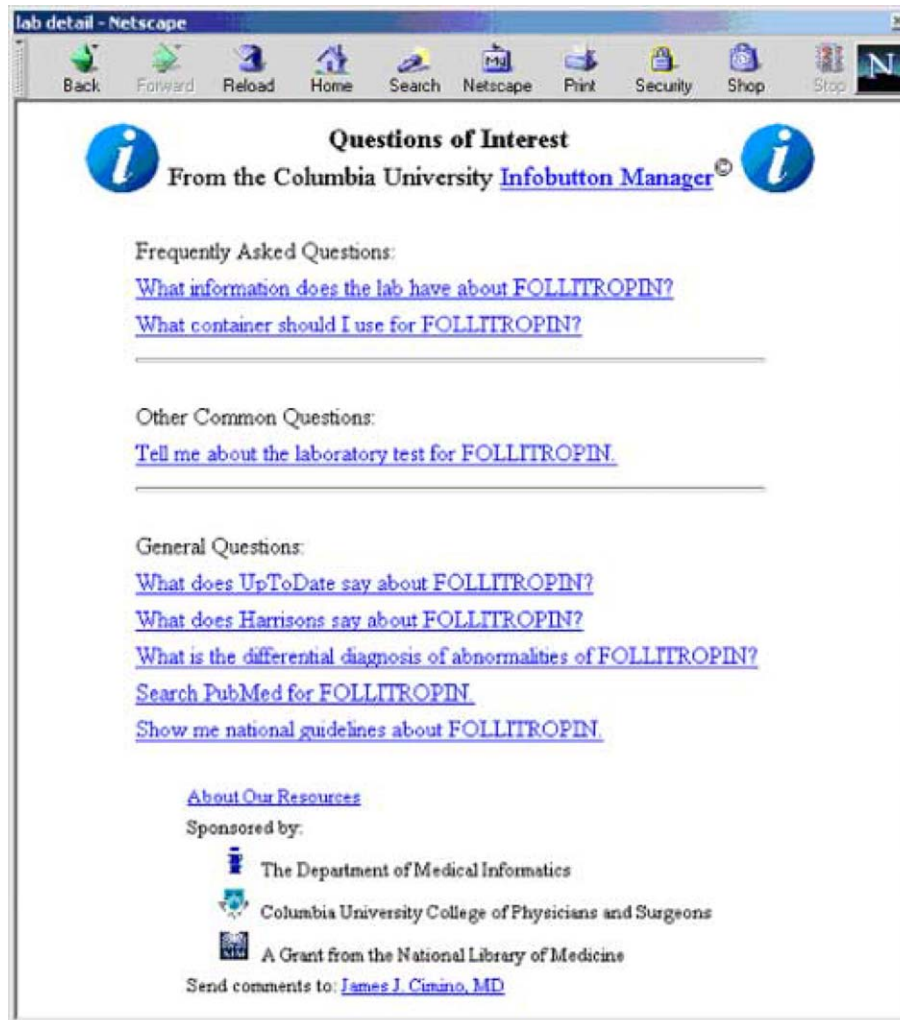 lab detail - Netscape
Back Forward Reload Home Search Netscape Print Security Shop Stop N
My
Questions of Interest
From the Columbia University Infobutton Manager©
Frequently Asked Questions:
What information does the lab have about FOLLITROPIN?
What container should I use for FOLLITROPIN?
Other Common Questions:
Tell me about the laboratory test for FOLLITROPIN.
General Questions:
What does UpToDate say about FOLLITROPIN?
What does Harrisons say about FOLLITROPIN?
What is the differential diagnosis of abnormalities of FOLLITROPIN?
Search PubMed for FOLLITROPIN.
Show me national guidelines about FOLLITROPIN.
About Our Resources
Sponsored by:
The Department of Medical Informatics
Columbia University College of Physicians and Surgeons
A Grant from the National Library of Medicine
Send comments to: James J. Cimino, MD